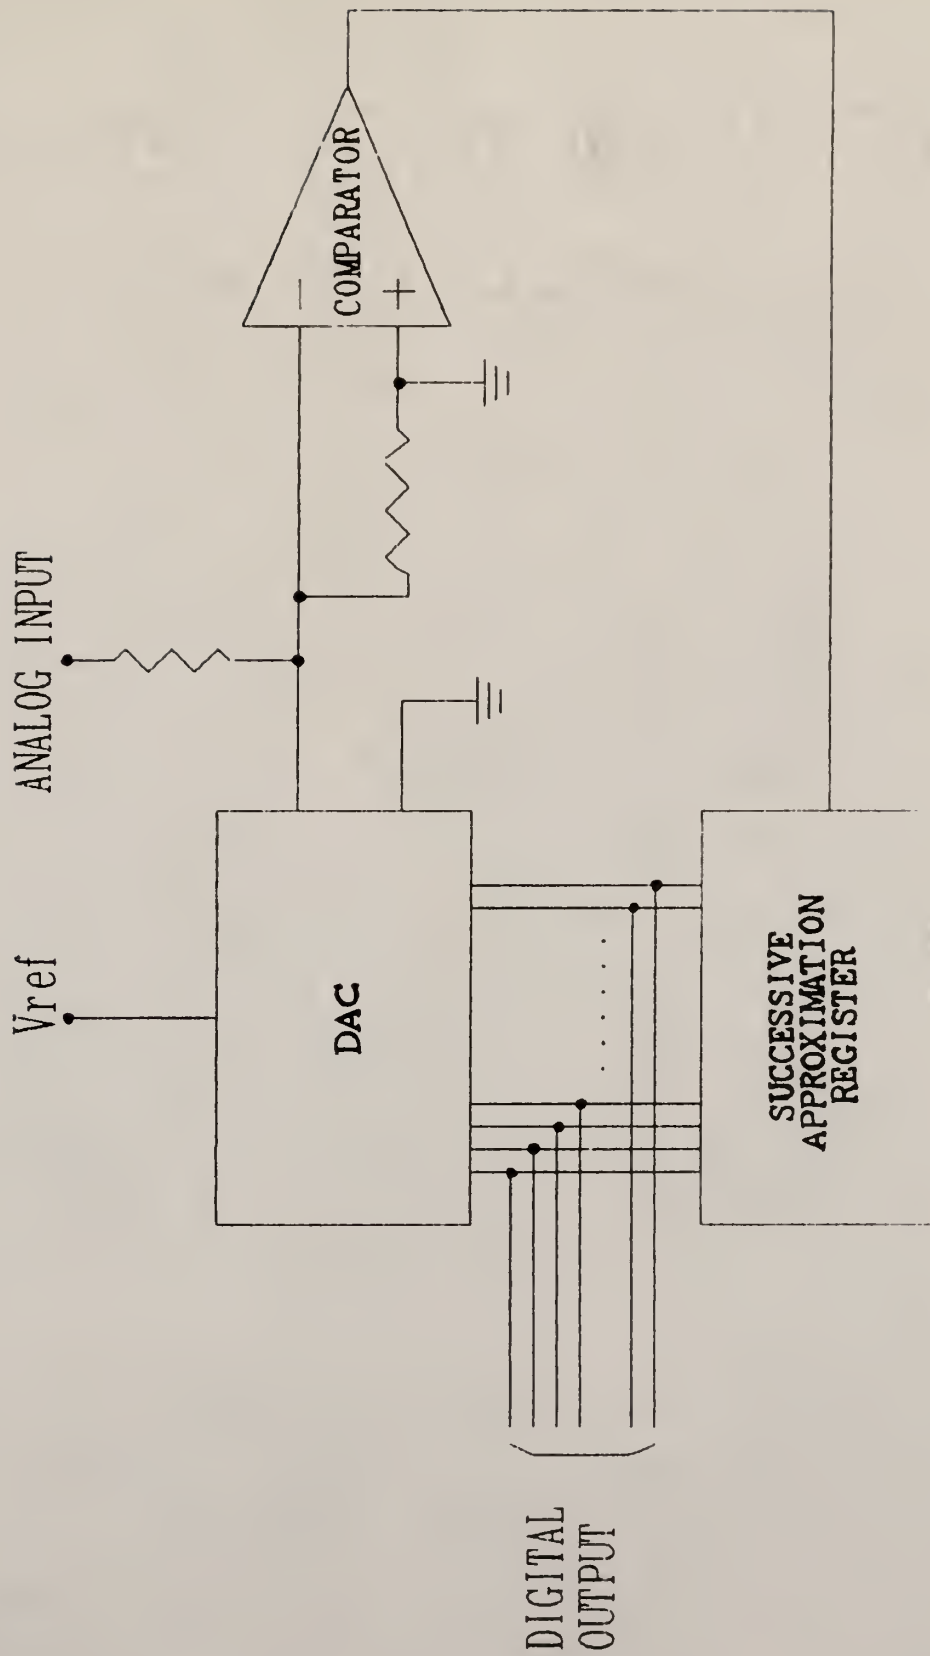 Vref
ANALOG INPUT
DAC
−
+
COMPARATOR
SUCCESSIVE
APPROXIMATION
REGISTER
DIGITAL
OUTPUT